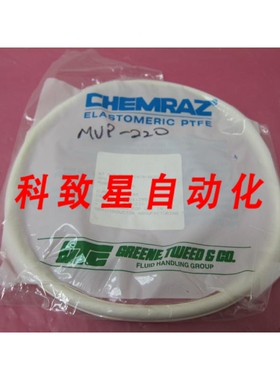 CHEMRAZ®
ELASTOMERIC PTFE
MVP-220
科致星自动化
GREENE, TWEED & CO.
FLUID HANDLING GROUP